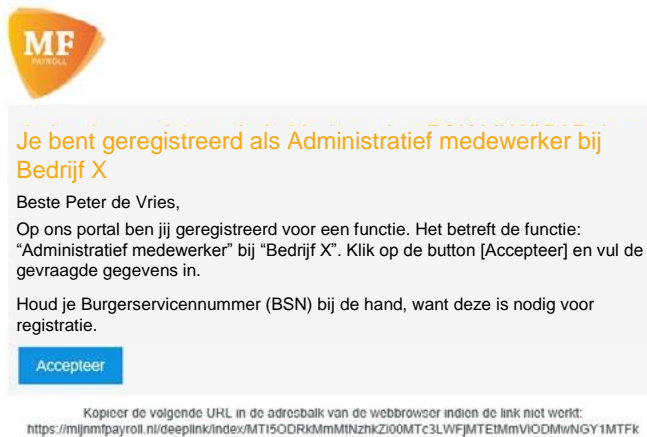 MF
PAYROLL
Je bent geregistreerd als Administratief medewerker bij
Bedrijf X
Beste Peter de Vries,
Op ons portal ben jij geregistreerd voor een functie. Het betreft de functie:
“Administratief medewerker” bij “Bedrijf X”. Klik op de button [Accepteer] en vul de
gevraagde gegevens in.
Houd je Burgerservicennummer (BSN) bij de hand, want deze is nodig voor
registratie.
Accepteer
Kopieer de volgende URL in de adresbalk van de webbrowser indien de link niet werkt: